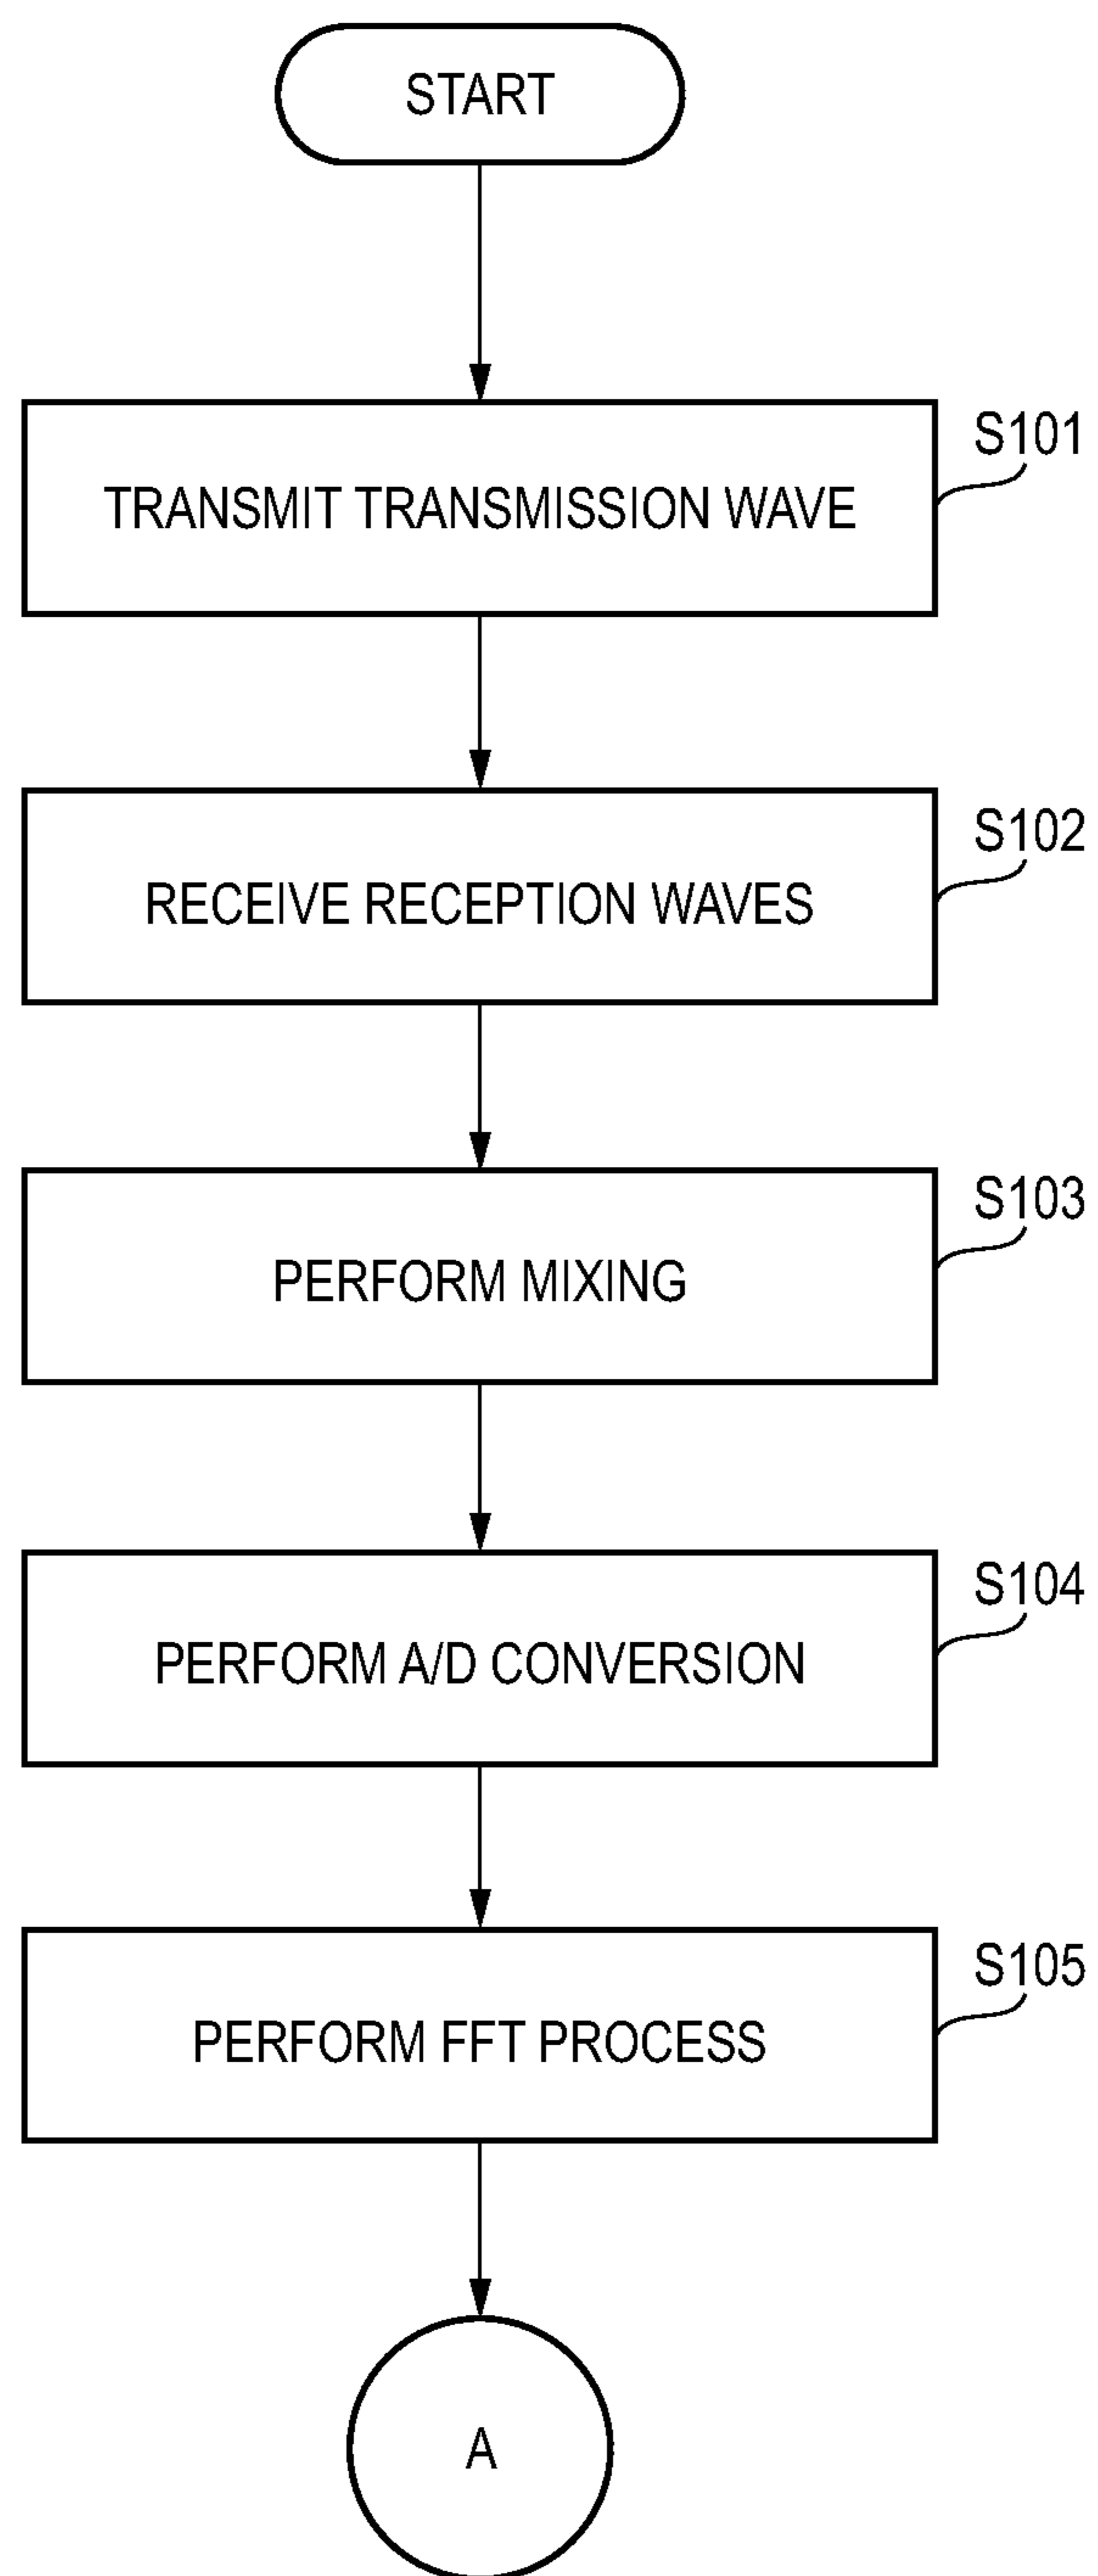 START
S101
TRANSMIT TRANSMISSION WAVE
S102
RECEIVE RECEPTION WAVES
S103
PERFORM MIXING
S104
PERFORM A/D CONVERSION
S105
PERFORM FFT PROCESS
A